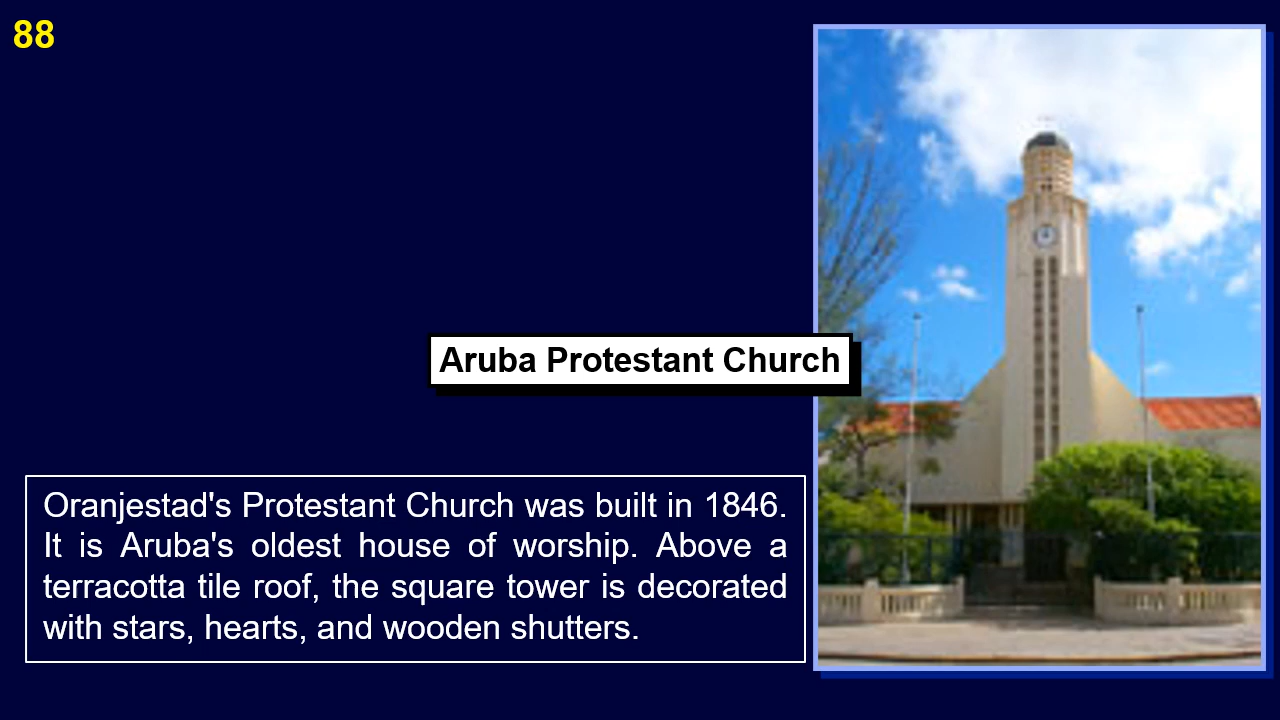 88
Aruba Protestant Church
Oranjestad's Protestant Church was built in 1846.
It is Aruba's oldest house of worship. Above a
terracotta tile roof, the square tower is decorated
with stars, hearts, and wooden shutters.